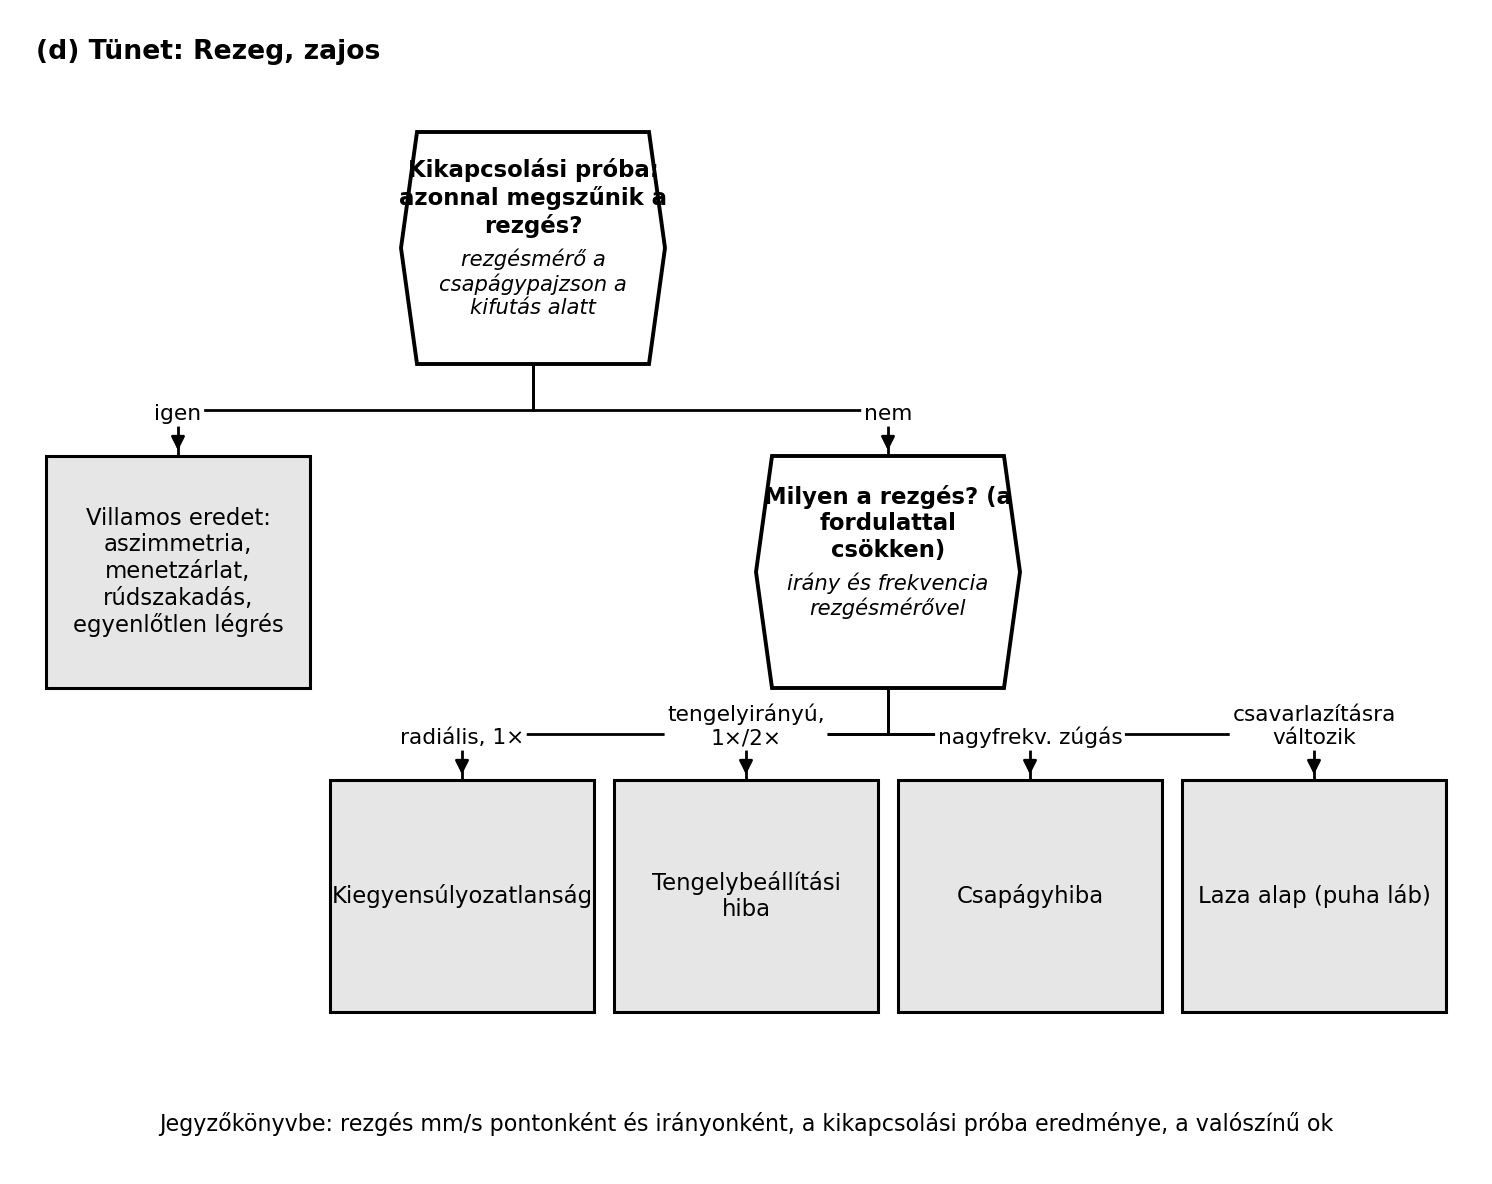 (d) Tünet: Rezeg, zajos
Kikapcsolási próba:
azonnal megszűnik a
rezgés?
rezgésmérő a
csapágypajzson a
kifutás alatt
igen
nem
Villamos eredet:
aszimmetria,
menetzárlat,
rúdszakadás,
egyenlőtlen légrés
Milyen a rezgés? (a
fordulattal
csökken)
irány és frekvencia
rezgésmérővel
radiális, 1×
tengelyirányú,
1×/2×
nagyfrekv. zúgás
csavarlazításra
változik
Kiegyensúlyozatlanság
Tengelybeállítási
hiba
Csapágyhiba
Laza alap (puha láb)
Jegyzőkönyvbe: rezgés mm/s pontonként és irányonként, a kikapcsolási próba eredménye, a valószínű ok